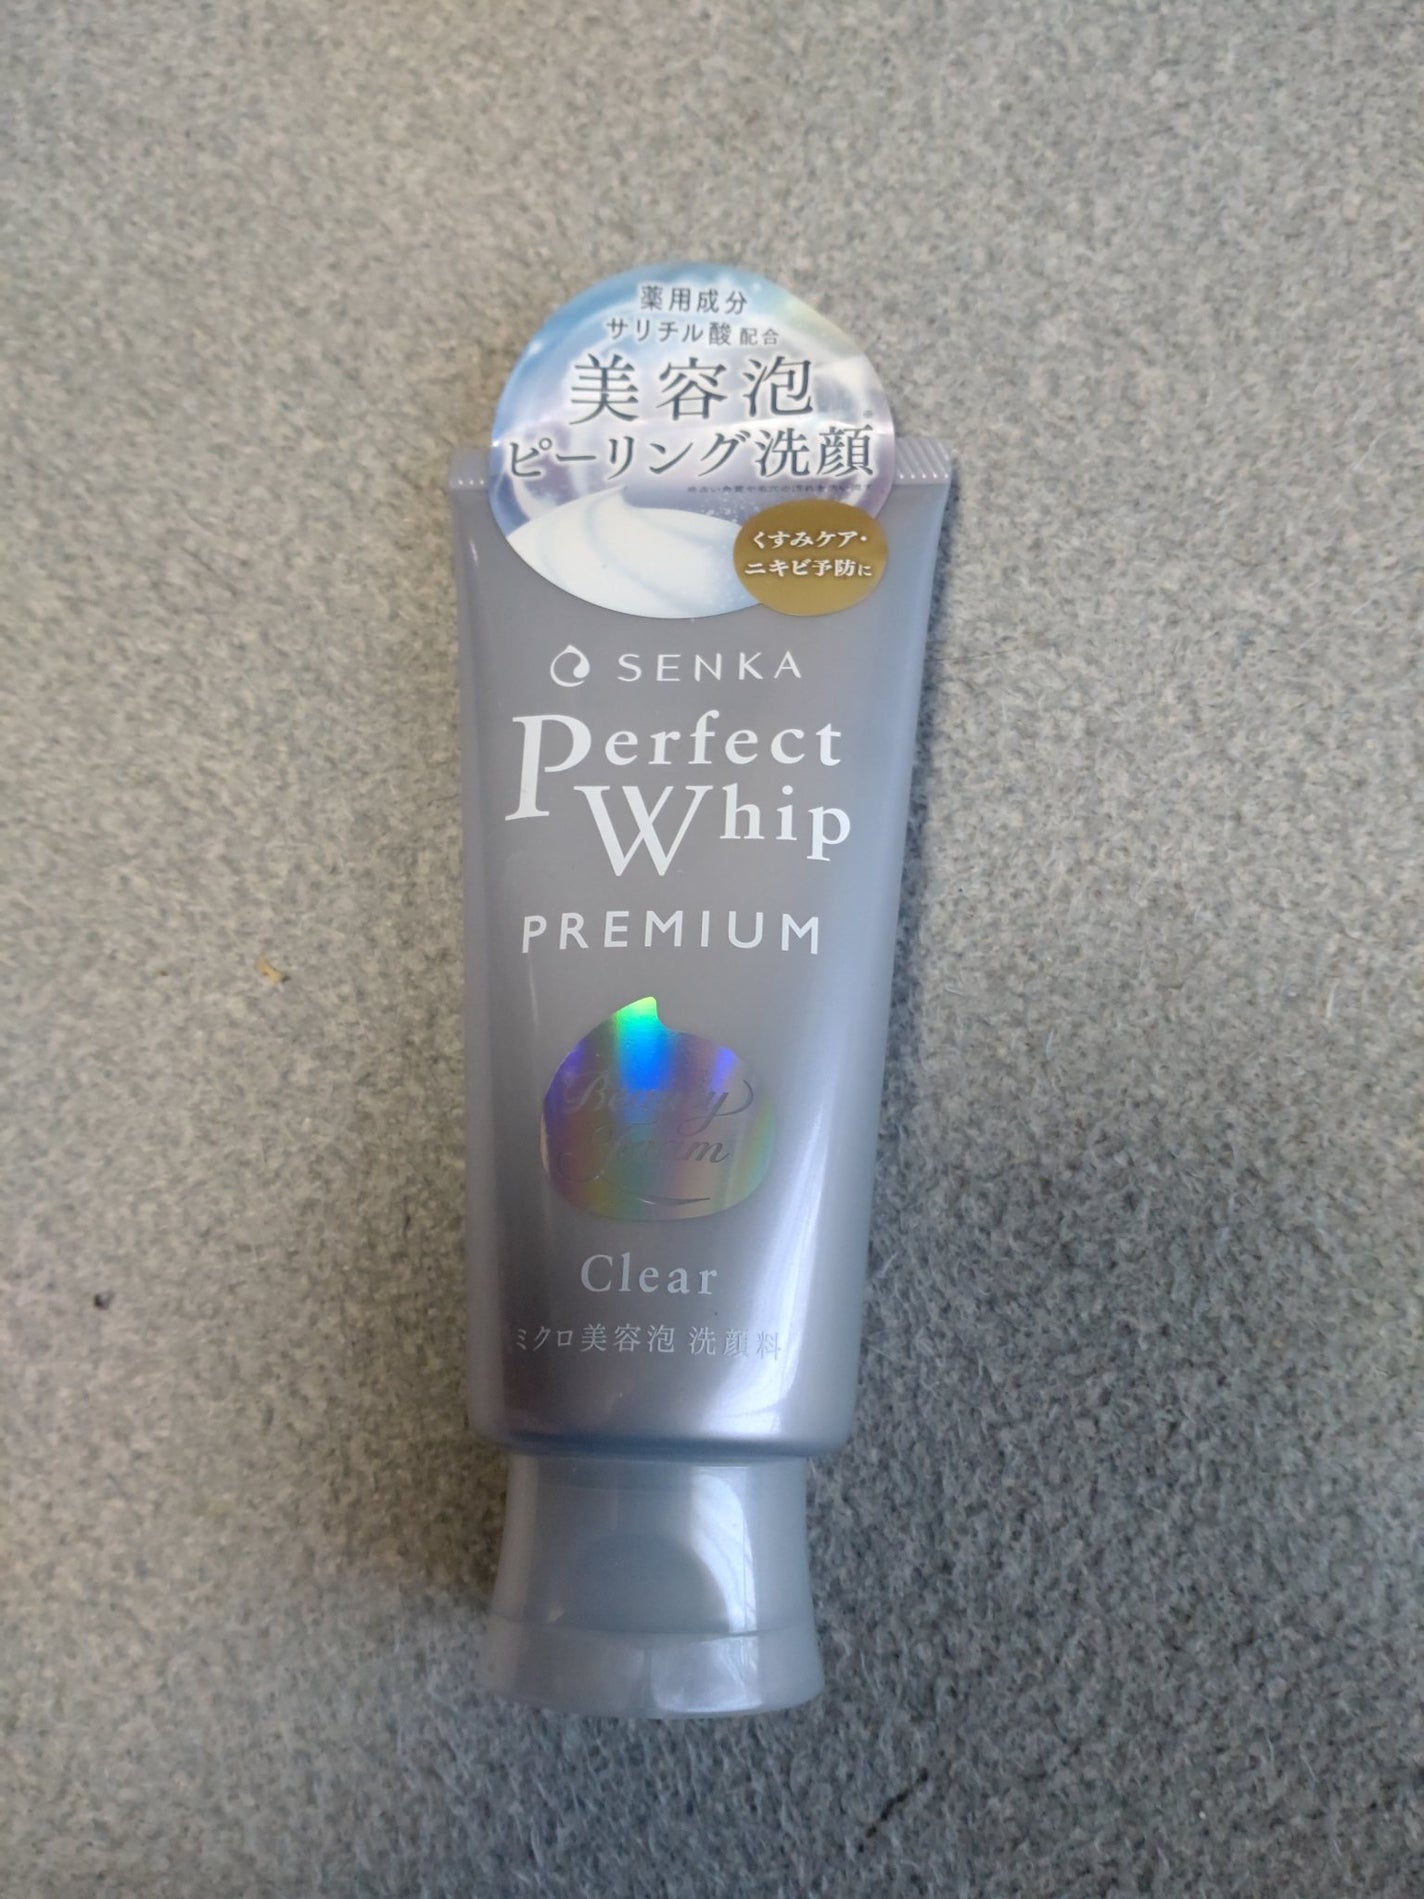 薬用成分
サリチル酸 配合
美容泡
ピーリング洗顔※
くすみケア・
ニキビ予防に
SENKA
Perfect
Whip
PREMIUM
Beauty
Foam
Clear
ミクロ美容泡 洗顔料